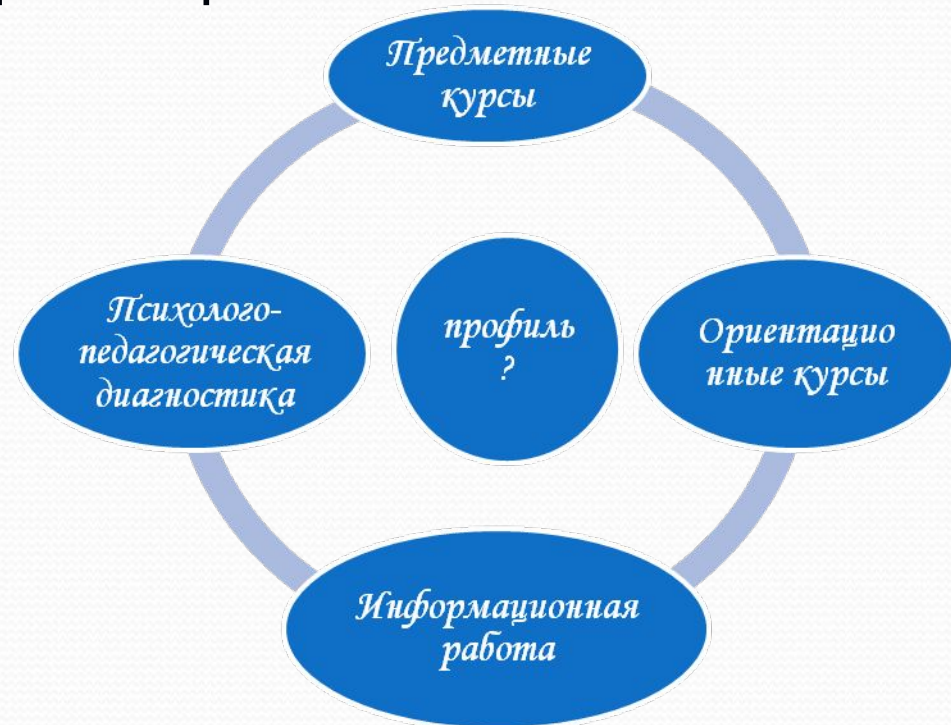 Предметные
курсы
Психолого-
педагогическая
диагностика
профиль
?
Ориентацио
нные курсы
Информационная
работа